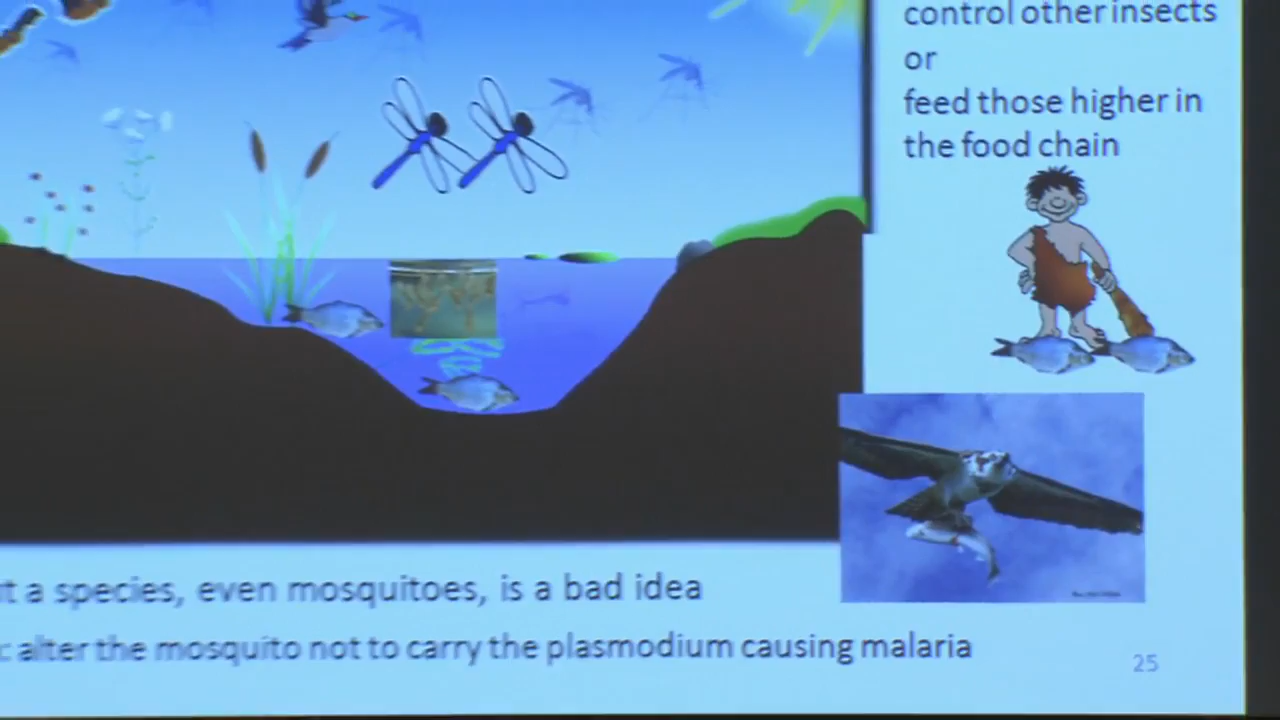 control other insects
or
feed those higher in
the food chain
a species, even mosquitoes, is a bad idea
: alter the mosquito not to carry the plasmodium causing malaria
25